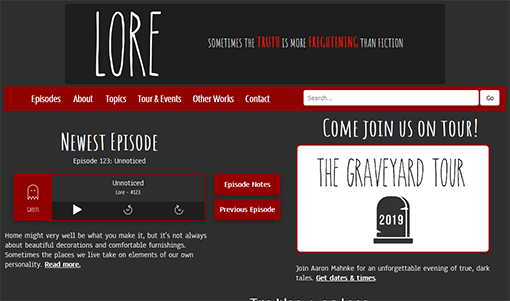 LORE
SOMETIMES THE TRUTH IS MORE FRIGHTENING THAN FICTION
Episodes About Topics Tour & Events Other Works Contact
Search... Go
Newest Episode
Episode 123: Unnoticed
Unnoticed
Lore - #123
Episode Notes
Previous Episode
Home might very well be what you make it, but it's not always
about beautiful decorations and comfortable furnishings.
Sometimes the places we live take on elements of our own
personality. Read more.
Come join us on tour!
THE GRAVEYARD TOUR
2019
Join Aaron Mahnke for an unforgettable evening of true, dark
tales. Get dates & times.